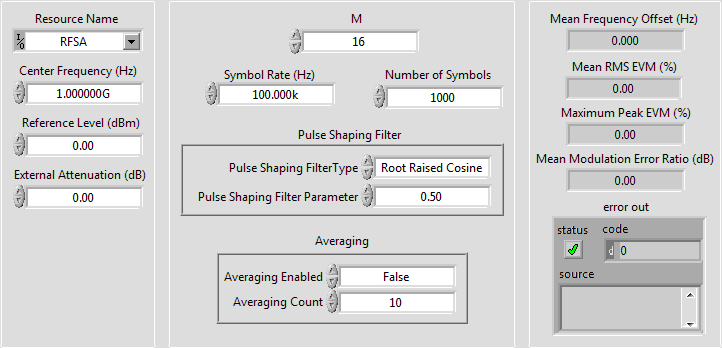 Resource Name
I/O
RFSA
Center Frequency (Hz)
1.000000G
Reference Level (dBm)
0.00
External Attenuation (dB)
0.00
M
16
Symbol Rate (Hz)
100.000k
Number of Symbols
1000
Pulse Shaping Filter
Pulse Shaping FilterType
Root Raised Cosine
Pulse Shaping Filter Parameter
0.50
Averaging
Averaging Enabled
False
Averaging Count
10
Mean Frequency Offset (Hz)
0.000
Mean RMS EVM (%)
0.00
Maximum Peak EVM (%)
0.00
Mean Modulation Error Ratio (dB)
0.00
error out
status
code
d
0
source